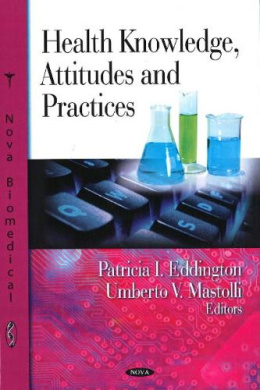 Health Knowledge,
Attitudes and
Practices
Nova Biomedical
Patricia I. Eddington
Umberto V. Mastolli
Editors
NOVA